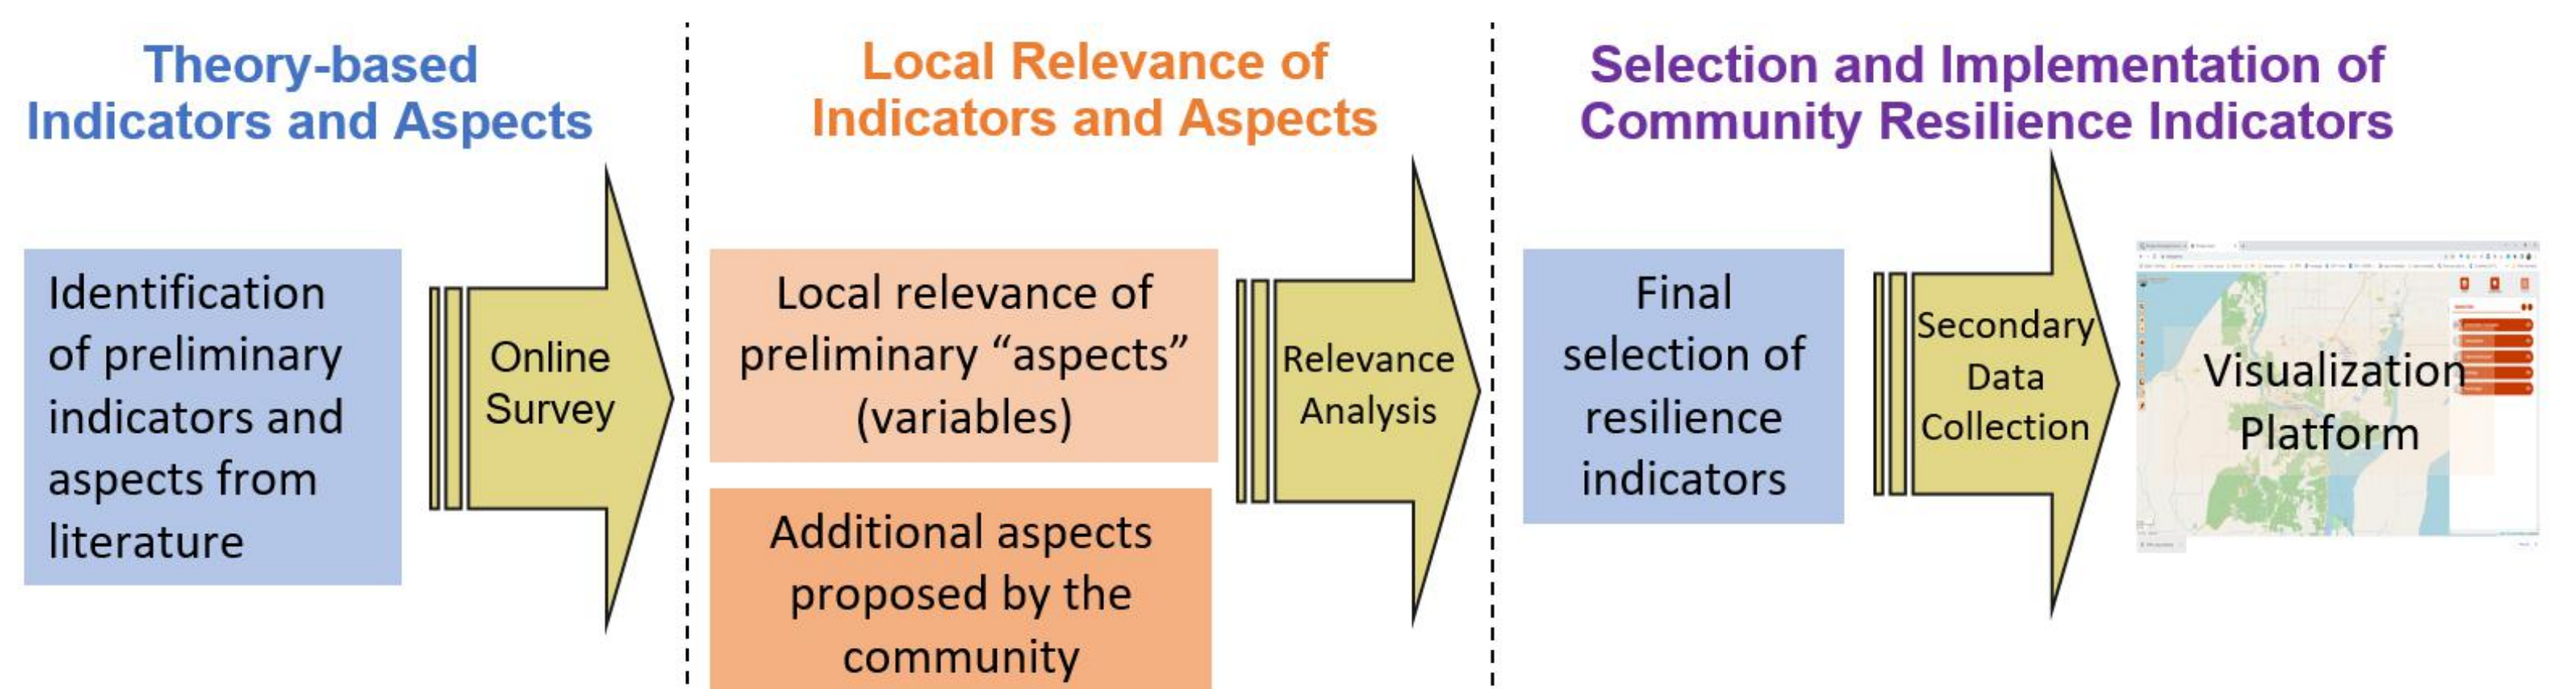 Theory-based
Indicators and Aspects
Identification
of preliminary
indicators and
aspects from
literature
Online
Survey
Local Relevance of
Indicators and Aspects
Local relevance of
preliminary “aspects”
(variables)
Additional aspects
proposed by the
community
Relevance
Analysis
Selection and Implementation of
Community Resilience Indicators
Final
selection of
resilience
indicators
Secondary
Data
Collection
Visualization
Platform